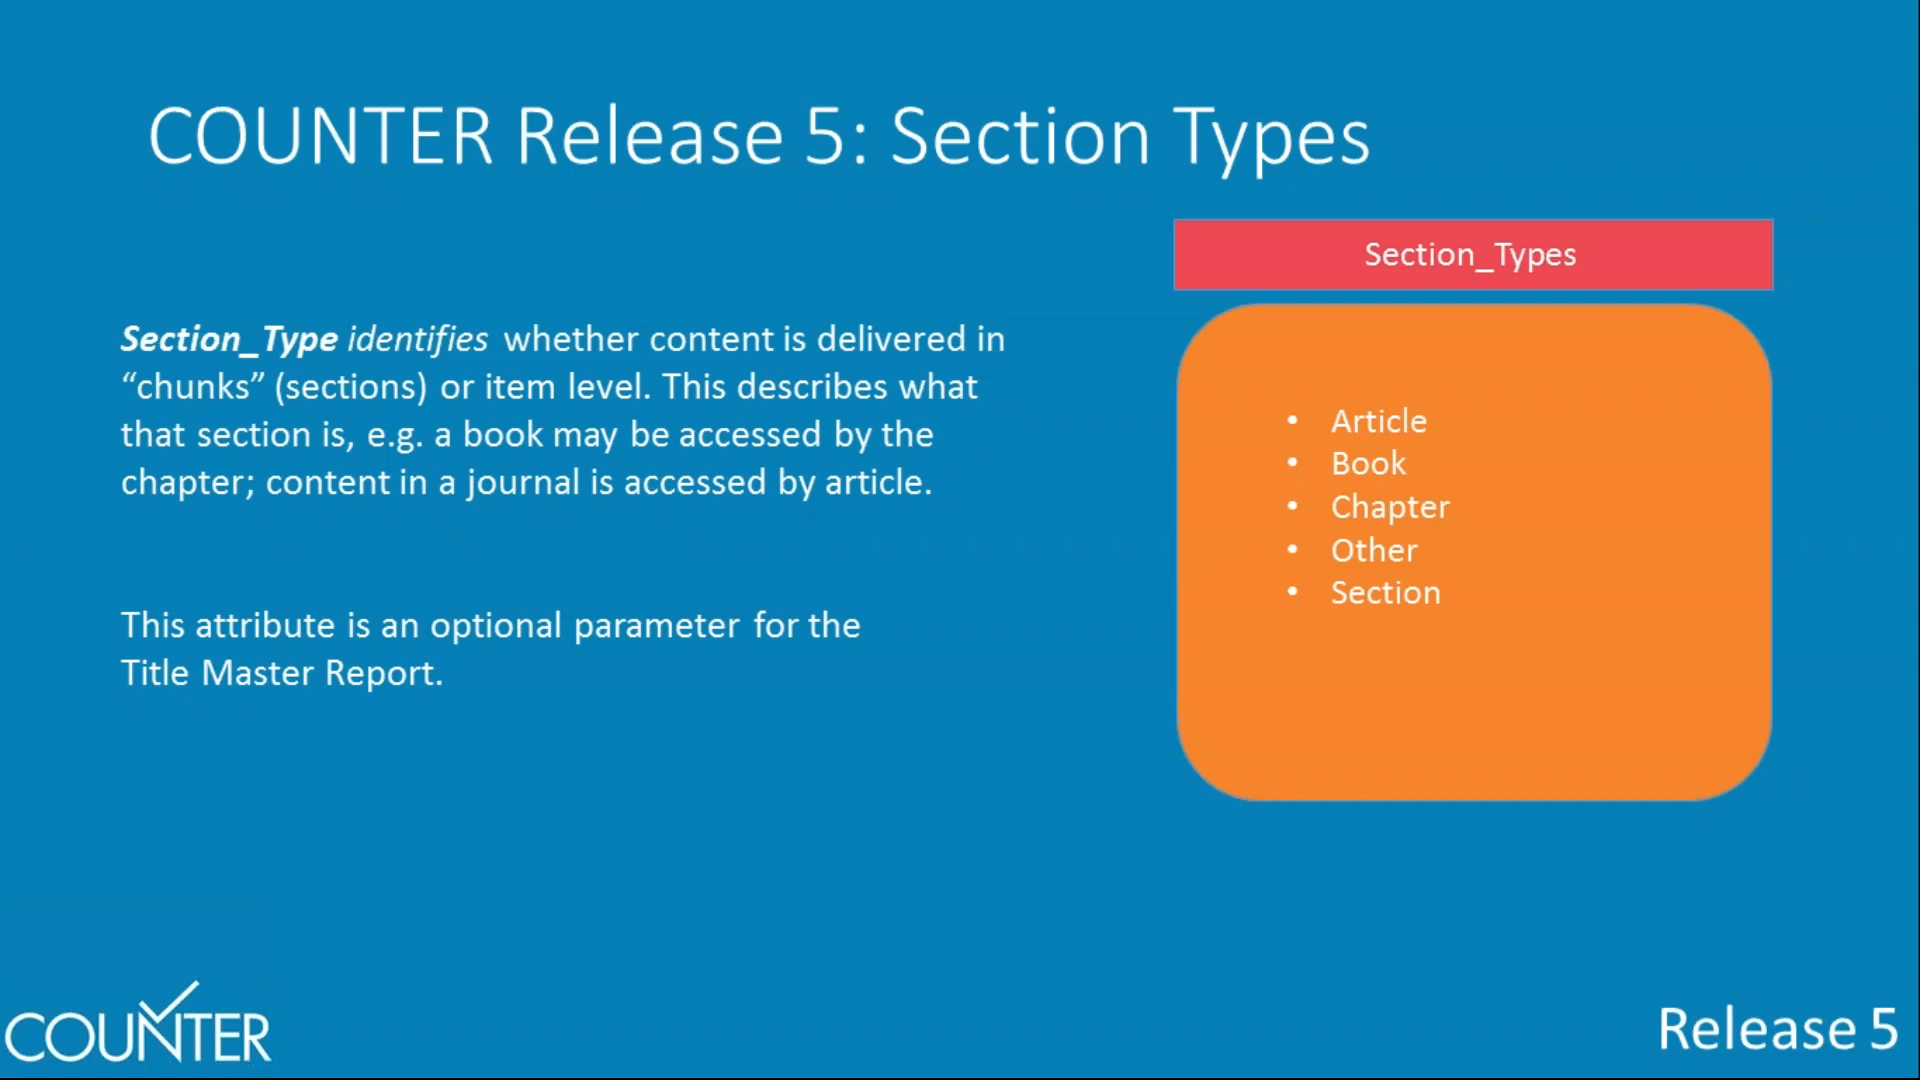 COUNTER Release 5: Section Types
Section_Type identifies whether content is delivered in
“chunks” (sections) or item level. This describes what
that section is, e.g. a book may be accessed by the
chapter; content in a journal is accessed by article.
This attribute is an optional parameter for the
Title Master Report.
Section_Types
• Article
• Book
• Chapter
• Other
• Section
COUNTER
Release 5